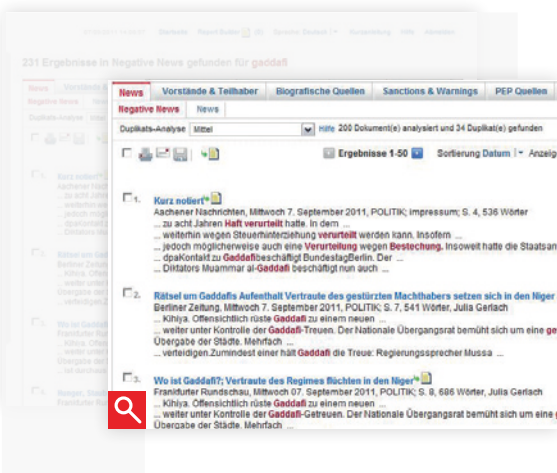 231 Ergebnisse in Negative News gefunden für gaddafi
News Vorstände & Teilhaber Biografische Quellen Sanctions & Warnings PEP Quellen
Negative News News
Duplikats-Analyse Mittel Hilfe 200 Dokument(e) analysiert und 34 Duplikat(e) gefunden
Ergebnisse 1-50 Sortierung Datum Anzeige
1. Kurz notiert
Aachener Nachrichten, Mittwoch 7. September 2011, POLITIK; impressum; S. 4, 536 Wörter
... zu acht Jahren Haft verurteilt hatte. In dem ...
... weiterhin wegen Steuerhinterziehung verurteilt werden kann. Insofern ...
... jedoch möglicherweise auch eine Verurteilung wegen Bestechung. Insoweit hatte die Staatsan
... dpaKontakt zu Gaddafibeschäftigt BundestagBerlin. Der ...
... Diktators Muammar al-Gaddafi beschäftigt nun auch ...
2. Rätsel um Gaddafis Aufenthalt Vertraute des gestürzten Machthabers setzen sich in den Niger
Berliner Zeitung, Mittwoch 7. September 2011, POLITIK; S. 7, 541 Wörter, Julia Gerlach
... Kihiya. Offensichtlich rüste Gaddafi zu einem neuen ...
... weiter unter Kontrolle der Gaddafi-Treuen. Der Nationale Übergangsrat bemüht sich um eine ge
Übergabe der Städte. Mehrfach ...
... verteidigen.Zumindest einer hält Gaddafi die Treue: Regierungssprecher Mussa ...
3. Wo ist Gaddafi?; Vertraute des Regimes flüchten in den Niger
Frankfurter Rundschau, Mittwoch 07. September 2011, POLITIK; S. 8, 686 Wörter, Julia Gerlach
... Kihiya. Offensichtlich rüste Gaddafi zu einem neuen ...
... weiter unter Kontrolle der Gaddafi-Getreuen. Der Nationale Übergangsrat bemüht sich um eine g
Übergabe der Städte. Mehrfach ...